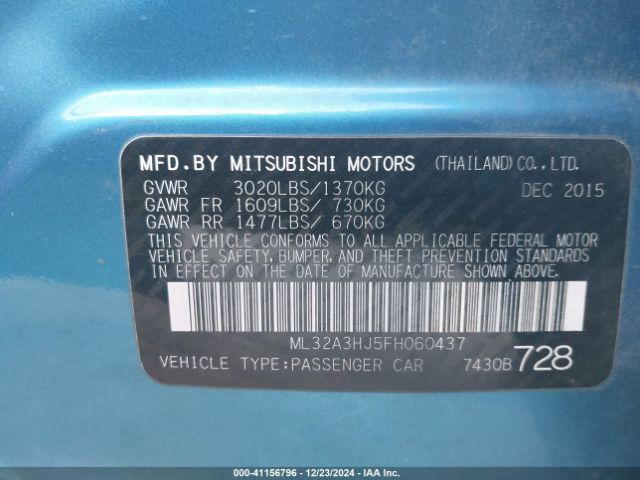 MFD.BY MITSUBISHI MOTORS (THAILAND)CO.,LTD.
GVWR 3020LBS/1370KG DEC 2015
GAWR FR 1609LBS/ 730KG
GAWR RR 1477LBS/ 670KG
THIS VEHICLE CONFORMS TO ALL APPLICABLE FEDERAL MOTOR
VEHICLE SAFETY, BUMPER, AND THEFT PREVENTION STANDARDS
IN EFFECT ON THE DATE OF MANUFACTURE SHOWN ABOVE.
ML32A3HJ5FH060437
VEHICLE TYPE:PASSENGER CAR 7430B 728
000-41156796 - 12/23/2024 - IAA Inc.